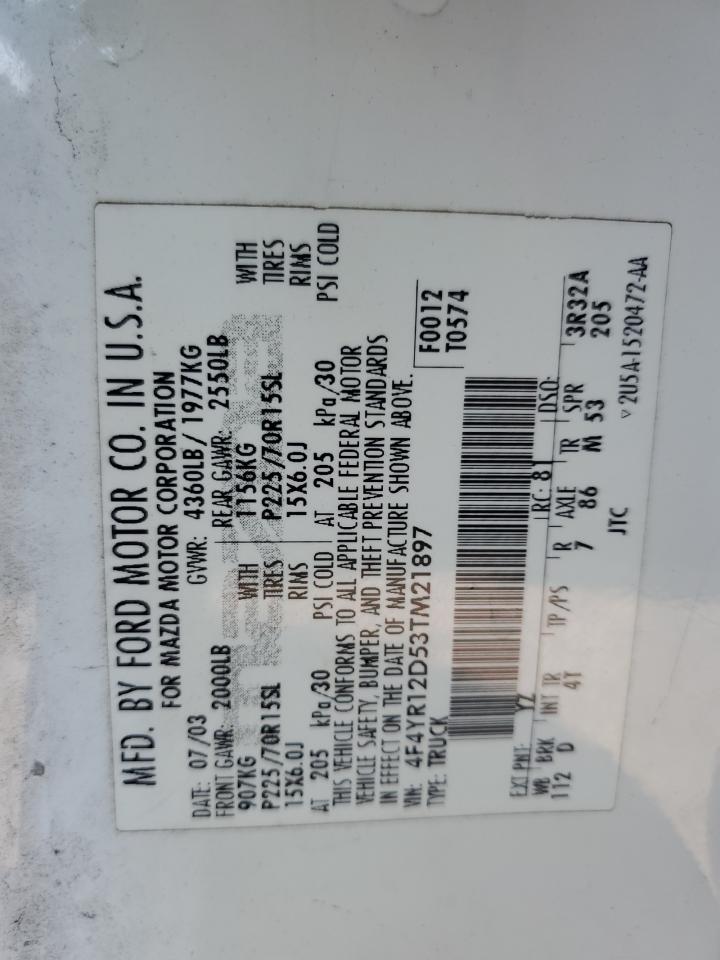 MFD. BY FORD MOTOR CO. IN U.S.A.
FOR MAZDA MOTOR CORPORATION
DATE: 07/03 GVWR: 4360LB/ 1977KG
FRONT GAWR: 2000LB REAR GAWR: 2550LB
907KG WITH 1156KG WITH
P225/70R15SL TIRES P225/70R15SL TIRES
15X6.0J RIMS 15X6.0J RIMS
AT 205 kPa/30 PSI COLD AT 205 kPa/30 PSI COLD
THIS VEHICLE CONFORMS TO ALL APPLICABLE FEDERAL MOTOR
VEHICLE SAFETY, BUMPER, AND THEFT PREVENTION STANDARDS
IN EFFECT ON THE DATE OF MANUFACTURE SHOWN ABOVE.
VIN: 4F4YR12D53TM21897 F0012
TYPE: TRUCK T0574
EXT PNT: YZ RC: 81 DSO:
WB BRK INT TR TP/PS R AXLE TR SPR 3R32A
112 D 4T 7 86 M 53 205
JTC
▽ 2U5A-1520472-AA